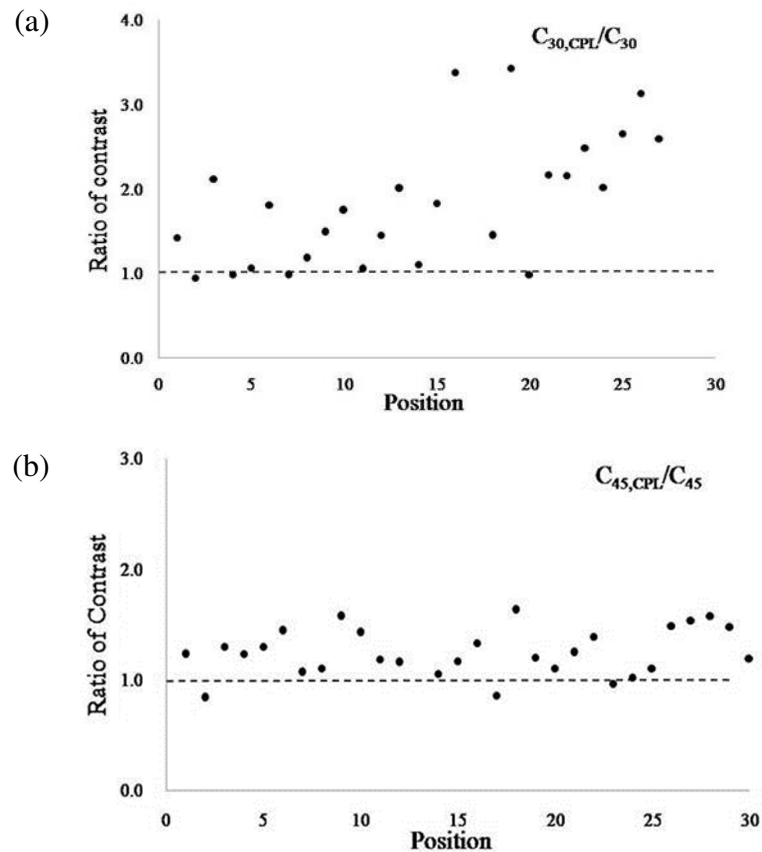 (a)
C30,CPL/C30
Ratio of contrast
4.0
3.0
2.0
1.0
0.0
0 5 10 15 20 25 30
Position
(b)
C45,CPL/C45
Ratio of Contrast
3.0
2.0
1.0
0.0
0 5 10 15 20 25 30
Position